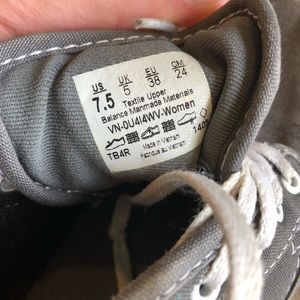 US UK EU CM
7.5 5 38 24
Textile Upper
Balance Manmade Materials
VN-0U4I4WV-Women
TB4R
Made in Vietnam
Fabriqué au Vietnam